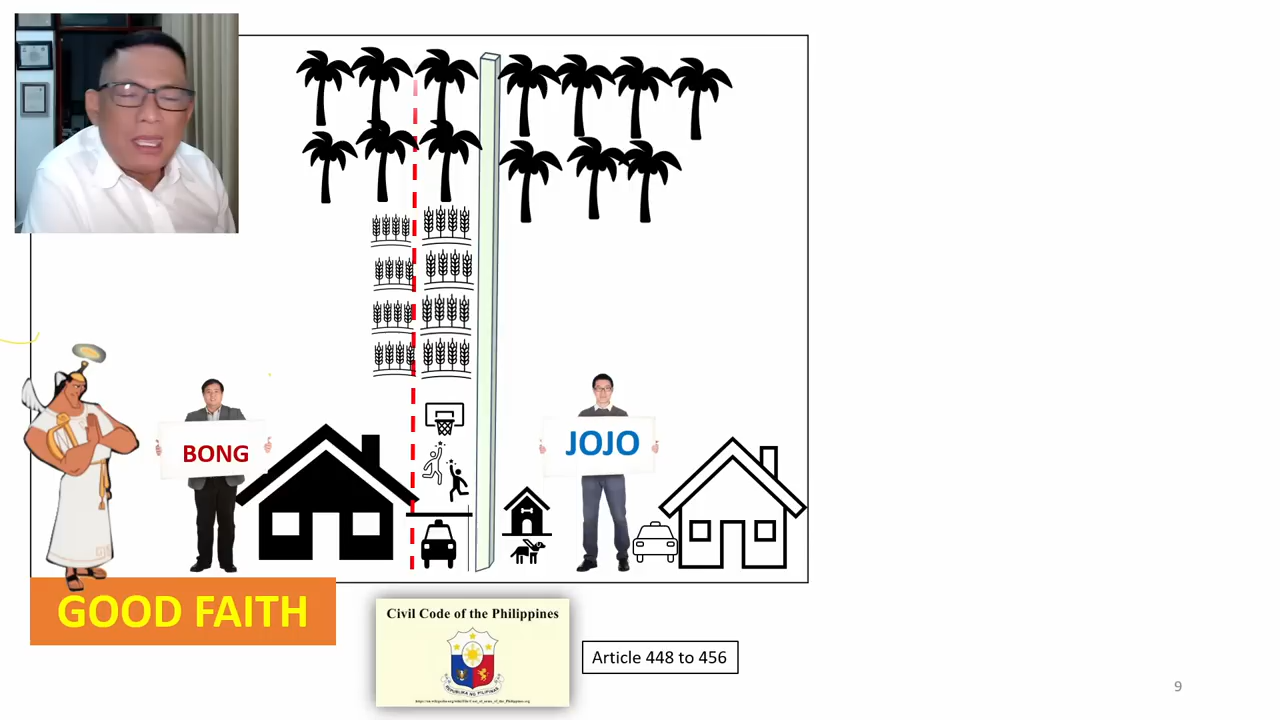 BONG
JOJO
GOOD FAITH
Civil Code of the Philippines
Article 448 to 456
9